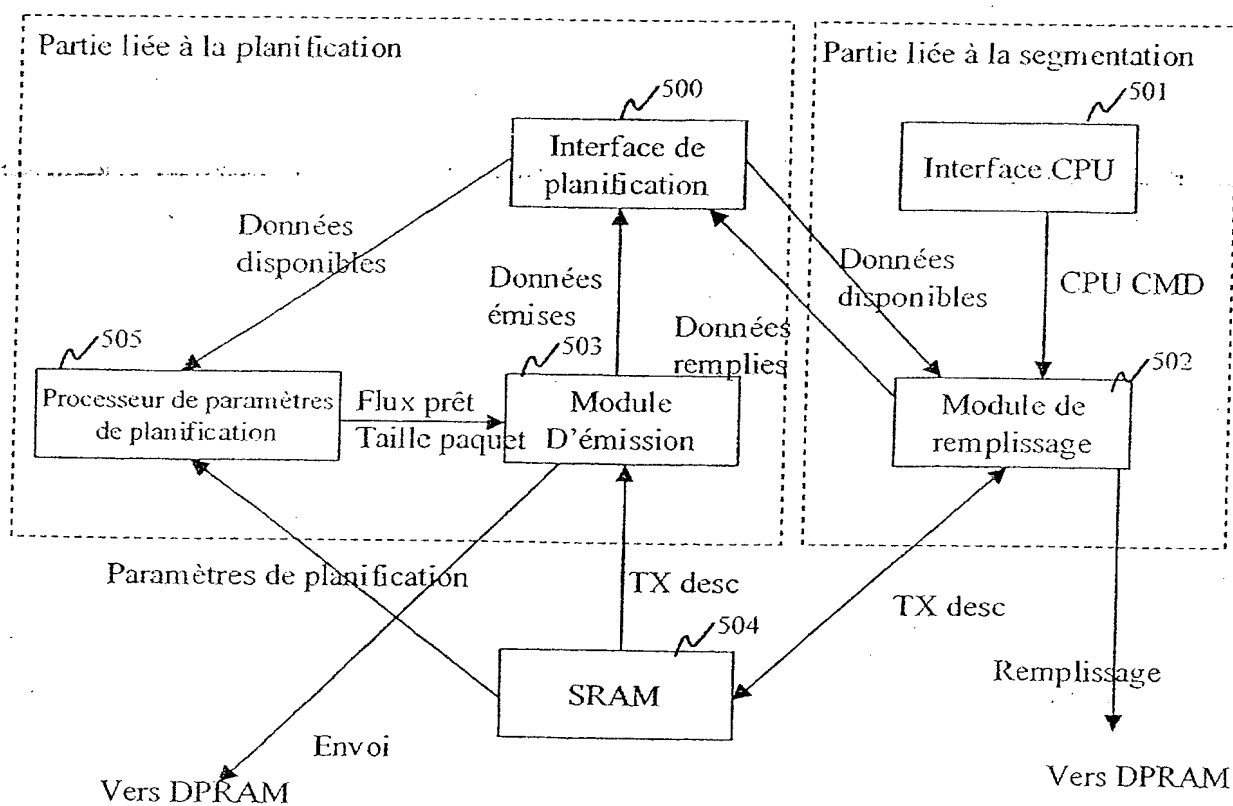 Partie liée à la planification
Partie liée à la segmentation
500
501
Interface de
planification
Interface CPU
Données
disponibles
Données
émises
Données
remplies
Données
disponibles
CPU CMD
505
503
502
Processeur de paramètres
de planification
Flux prêt
Taille paquet
Module
D'émission
Module de
remplissage
Paramètres de planification
TX desc
TX desc
504
SRAM
Remplissage
Envoi
Vers DPRAM
Vers DPRAM